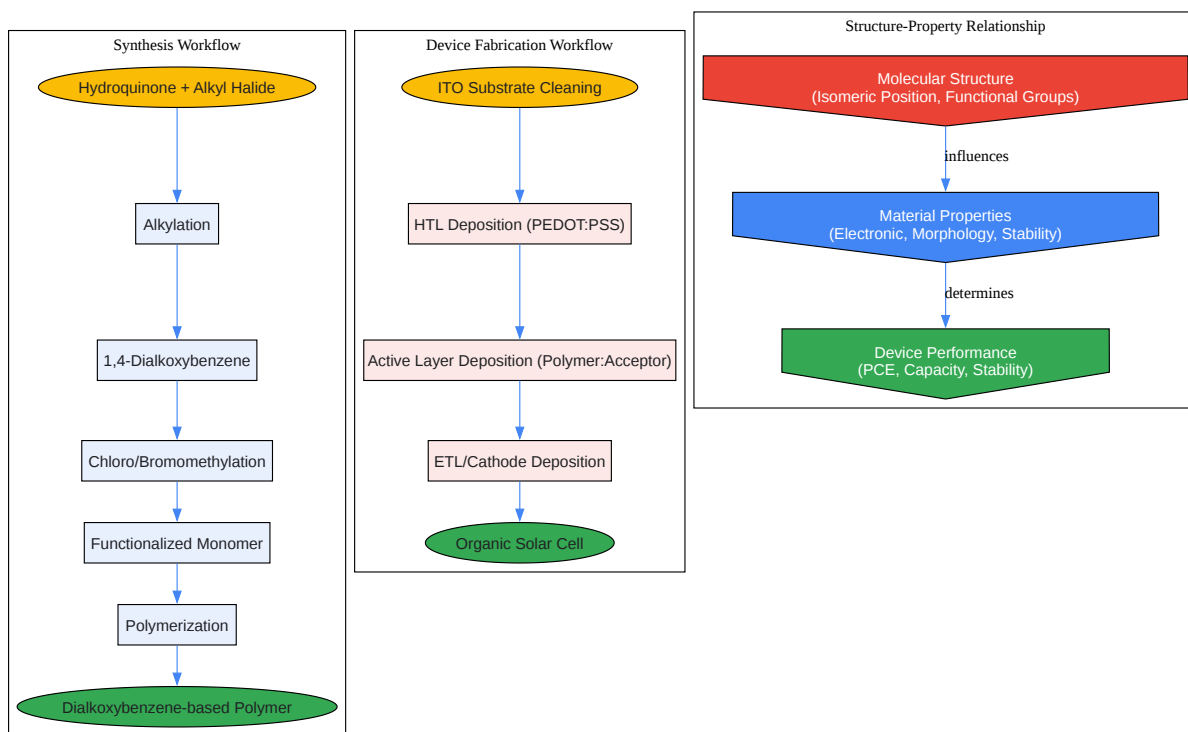 Synthesis Workflow
Hydroquinone + Alkyl Halide
Alkylation
1,4-Dialkoxybenzene
Chloro/Bromomethylation
Functionalized Monomer
Polymerization
Dialkoxybenzene-based Polymer
Device Fabrication Workflow
ITO Substrate Cleaning
HTL Deposition (PEDOT:PSS)
Active Layer Deposition (Polymer:Acceptor)
ETL/Cathode Deposition
Organic Solar Cell
Structure-Property Relationship
Molecular Structure
(Isomeric Position, Functional Groups)
influences
Material Properties
(Electronic, Morphology, Stability)
determines
Device Performance
(PCE, Capacity, Stability)